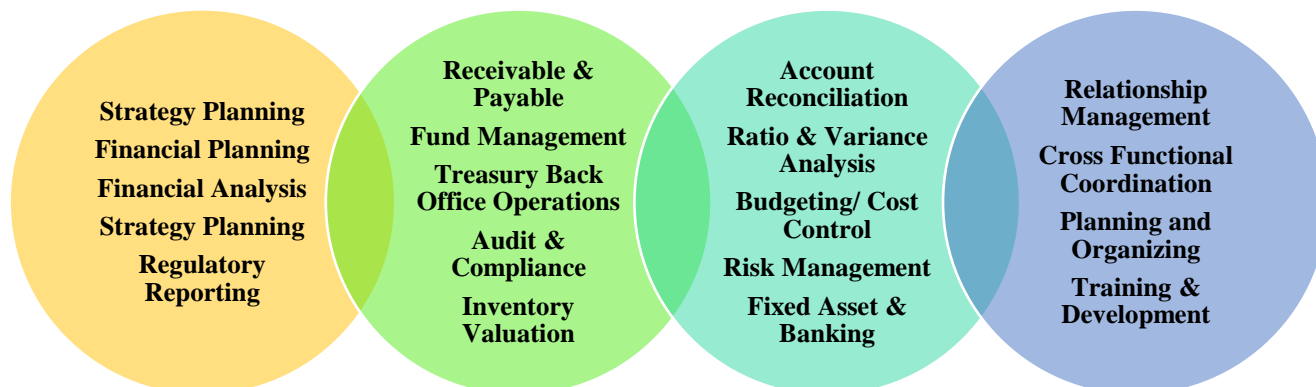 Strategy Planning
Financial Planning
Financial Analysis
Strategy Planning
Regulatory
Reporting
Receivable &
Payable
Fund Management
Treasury Back
Office Operations
Audit &
Compliance
Inventory
Valuation
Account
Reconciliation
Ratio & Variance
Analysis
Budgeting/ Cost
Control
Risk Management
Fixed Asset &
Banking
Relationship
Management
Cross Functional
Coordination
Planning and
Organizing
Training &
Development